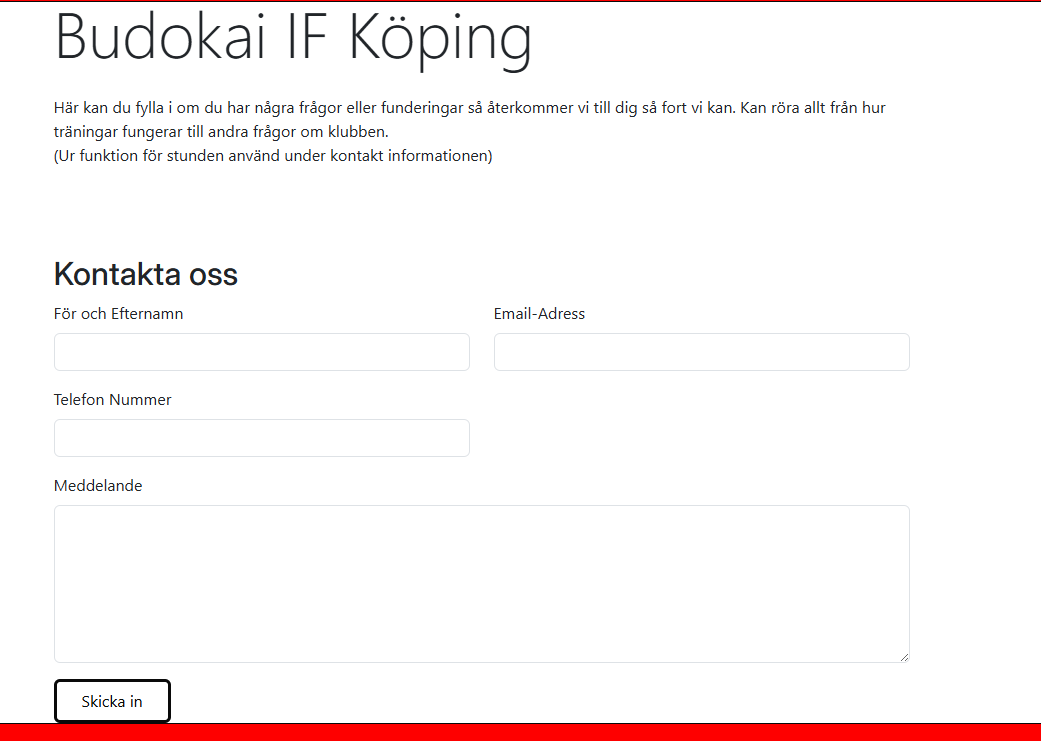 Budokai IF Köping
Här kan du fylla i om du har några frågor eller funderingar så återkommer vi till dig så fort vi kan. Kan röra allt från hur
träningar fungerar till andra frågor om klubben.
(Ur funktion för stunden använd under kontakt informationen)
Kontakta oss
För och Efternamn
Email-Adress
Telefon Nummer
Meddelande
Skicka in